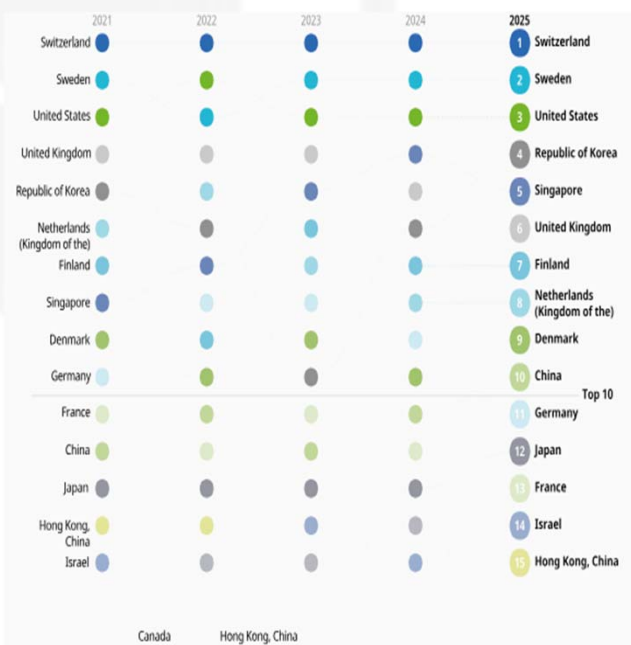 2021 2022 2023 2024 2025
Switzerland 1 Switzerland
Sweden 2 Sweden
United States 3 United States
United Kingdom 4 Republic of Korea
Republic of Korea 5 Singapore
Netherlands 6 United Kingdom
(Kingdom of the)
Finland 7 Finland
Singapore 8 Netherlands
(Kingdom of the)
Denmark 9 Denmark
Germany 10 China
Top 10
France 11 Germany
China 12 Japan
Japan 13 France
Hong Kong, 14 Israel
China
Israel 15 Hong Kong, China
Canada Hong Kong, China